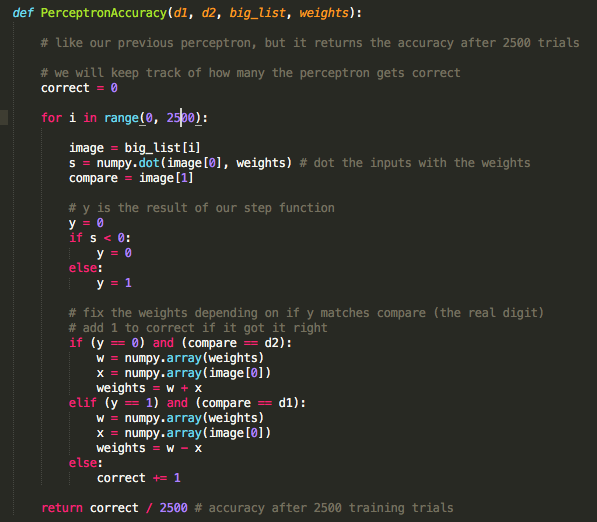 def PerceptronAccuracy(d1, d2, big_list, weights):
# like our previous perceptron, but it returns the accuracy after 2500 trials
# we will keep track of how many the perceptron gets correct
correct = 0
for i in range(0, 2500):
image = big_list[i]
s = numpy.dot(image[0], weights) # dot the inputs with the weights
compare = image[1]
# y is the result of our step function
y = 0
if s < 0:
y = 0
else:
y = 1
# fix the weights depending on if y matches compare (the real digit)
# add 1 to correct if it got it right
if (y == 0) and (compare == d2):
w = numpy.array(weights)
x = numpy.array(image[0])
weights = w + x
elif (y == 1) and (compare == d1):
w = numpy.array(weights)
x = numpy.array(image[0])
weights = w - x
else:
correct += 1
return correct / 2500 # accuracy after 2500 training trials